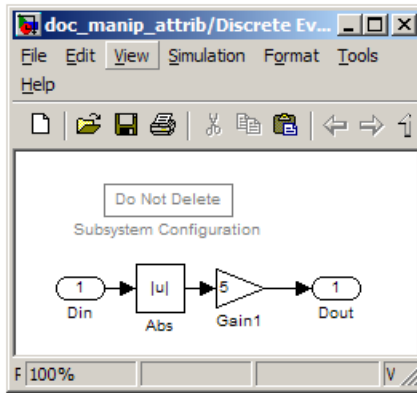 doc_manip_attrib/Discrete Ev...
File Edit View Simulation Format Tools
Help
Do Not Delete
Subsystem Configuration
1 |u| 5 1
Din Abs Gain1 Dout
F 100% V